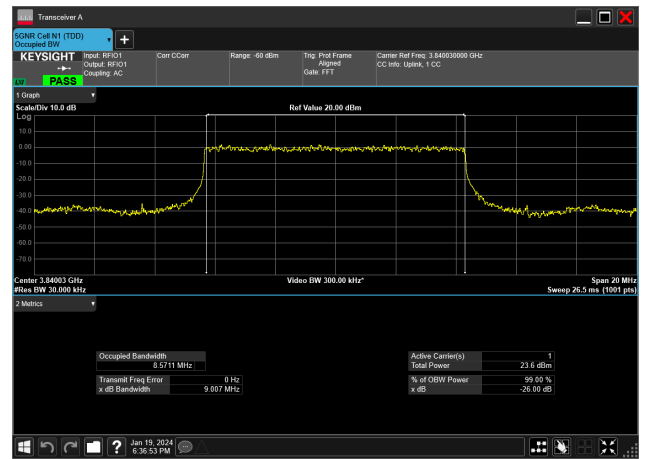 Transceiver A
5GNR Cell N1 (TDD)
Occupied BW
KEYSIGHT Input: RFIO1 Corr CCorr Range: -60 dBm Trig: Prot Frame Carrier Ref Freq: 3.840030000 GHz
Output: RFIO1 Aligned CC Info: Uplink, 1 CC
Coupling: AC Gate: FFT
PASS
1 Graph
Scale/Div 10.0 dB Ref Value 20.00 dBm
Log
10.0
0.00
-10.0
-20.0
-30.0
-40.0
-50.0
-60.0
-70.0
Center 3.84003 GHz Video BW 300.00 kHz* Span 20 MHz
#Res BW 30.000 kHz Sweep 26.5 ms (1001 pts)
2 Metrics
Occupied Bandwidth Active Carrier(s) 1
8.5711 MHz Total Power 23.6 dBm
Transmit Freq Error 0 Hz % of OBW Power 99.00 %
x dB Bandwidth 9.007 MHz x dB -26.00 dB
Jan 19, 2024
6:36:53 PM